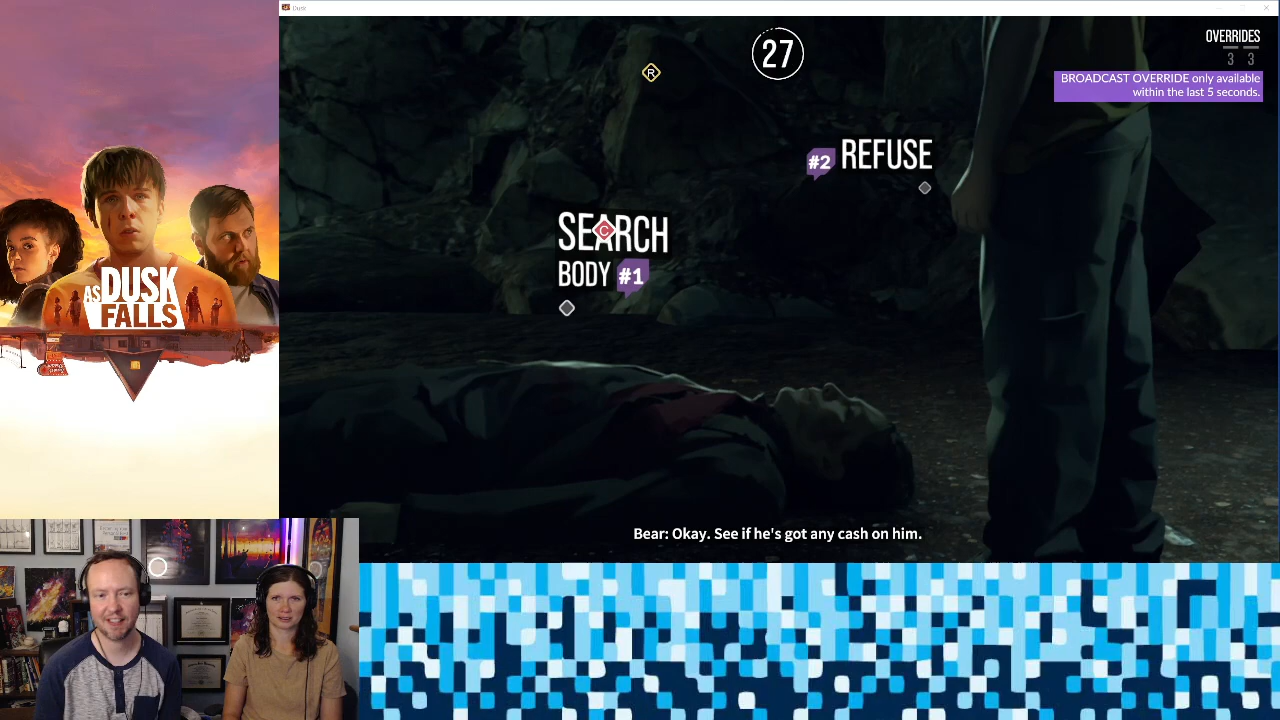 Dusk
27
R
OVERRIDES
3 3
BROADCAST OVERRIDE only available
within the last 5 seconds.
#2 REFUSE
SEARCH
C
BODY #1
AS DUSK
FALLS
Bear: Okay. See if he's got any cash on him.